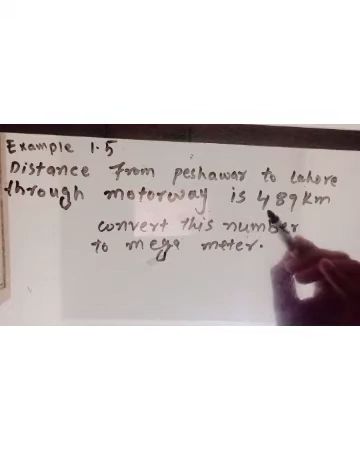 Example 1.5
Distance From peshawar to Lahore
through motorway is 489 km
convert this number
to mega meter.